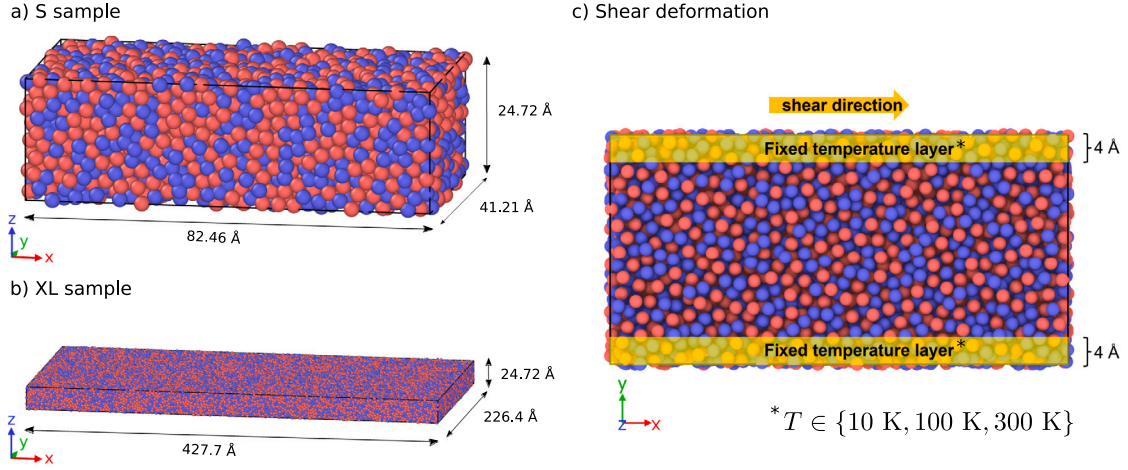 a) S sample
24.72 Å
41.21 Å
82.46 Å
z
y
x
b) XL sample
24.72 Å
226.4 Å
427.7 Å
z
y
x
c) Shear deformation
shear direction
Fixed temperature layer*
4 Å
Fixed temperature layer*
4 Å
y
z
x
* T ∈ {10 K, 100 K, 300 K}